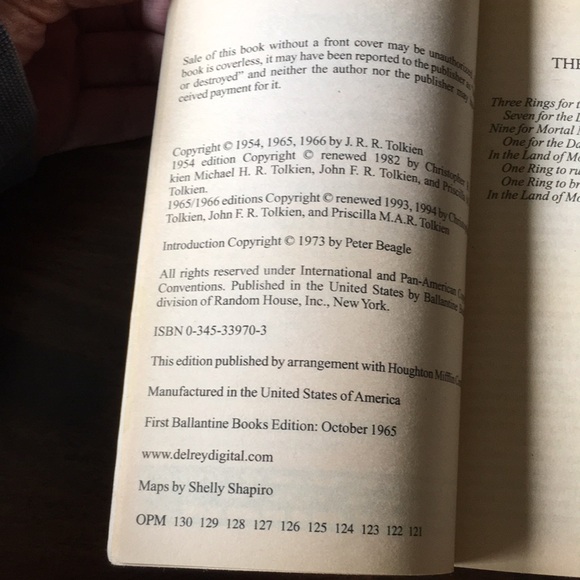 Sale of this book without a front cover may be unauthorized.
book is coverless, it may have been reported to the publisher
or destroyed" and neither the author nor the publisher may
ceived payment for it.
Copyright © 1954, 1965, 1966 by J. R. R. Tolkien
1954 edition Copyright © renewed 1982 by Christopher
kien Michael H. R. Tolkien, John F. R. Tolkien, and Priscilla
Tolkien.
1965/1966 editions Copyright © renewed 1993, 1994 by
Tolkien, John F. R. Tolkien, and Priscilla M.A.R. Tolkien
Introduction Copyright © 1973 by Peter Beagle
All rights reserved under International and Pan-American
Conventions. Published in the United States by Ballantine
division of Random House, Inc., New York.
ISBN 0-345-33970-3
This edition published by arrangement with Houghton Mifflin
Manufactured in the United States of America
First Ballantine Books Edition: October 1965
www.delreydigital.com
Maps by Shelly Shapiro
OPM 130 129 128 127 126 125 124 123 122 121
THE
Three Rings for
Seven for the
Nine for Mortal
One for the Da
In the Land of Mo
One Ring to ru
One Ring to br
In the Land of Mo